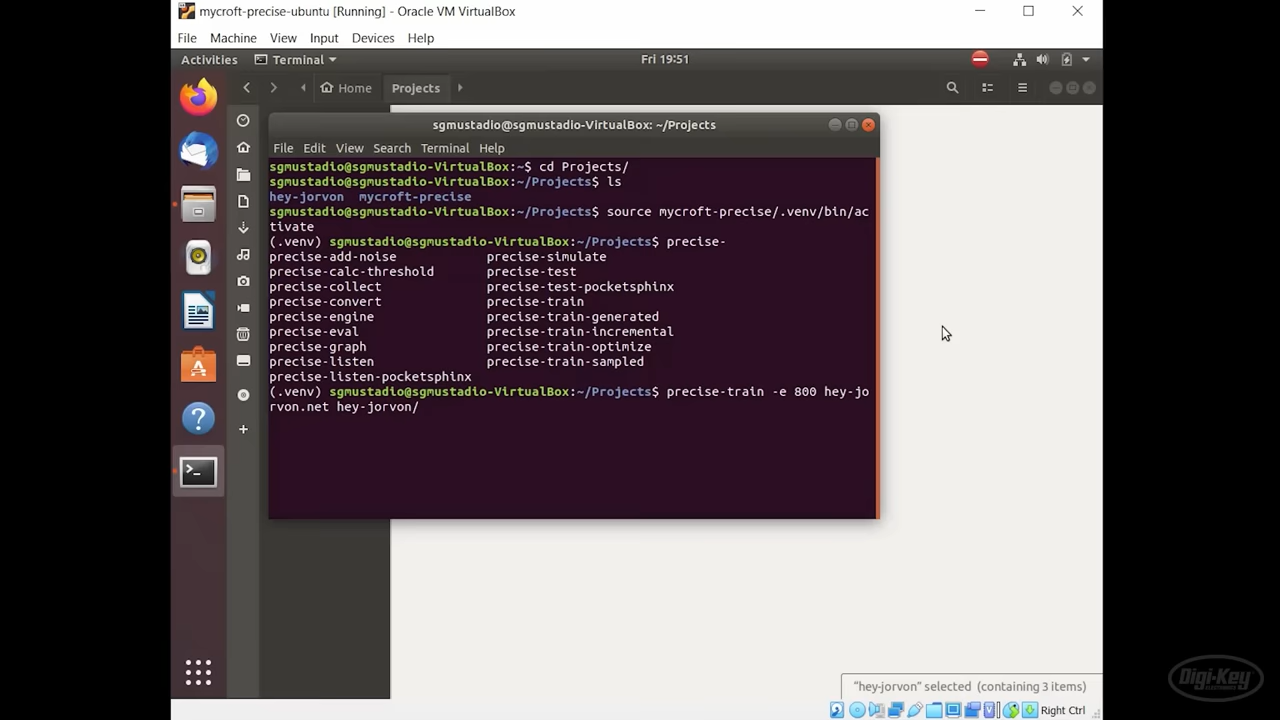 mycroft-precise-ubuntu [Running] - Oracle VM VirtualBox
File Machine View Input Devices Help
Activities Terminal Fri 19:51
Home Projects
sgmustadio@sgmustadio-VirtualBox: ~/Projects
File Edit View Search Terminal Help
sgmustadio@sgmustadio-VirtualBox:~$ cd Projects/
sgmustadio@sgmustadio-VirtualBox:~/Projects$ ls
hey-jorvon mycroft-precise
sgmustadio@sgmustadio-VirtualBox:~/Projects$ source mycroft-precise/.venv/bin/ac
tivate
(.venv) sgmustadio@sgmustadio-VirtualBox:~/Projects$ precise-
precise-add-noise precise-simulate
precise-calc-threshold precise-test
precise-collect precise-test-pocketsphinx
precise-convert precise-train
precise-engine precise-train-generated
precise-eval precise-train-incremental
precise-graph precise-train-optimize
precise-listen precise-train-sampled
precise-listen-pocketsphinx
(.venv) sgmustadio@sgmustadio-VirtualBox:~/Projects$ precise-train -e 800 hey-jo
rvon.net hey-jorvon/
"hey-jorvon" selected (containing 3 items)
Digi-Key
ELECTRONICS
Right Ctrl